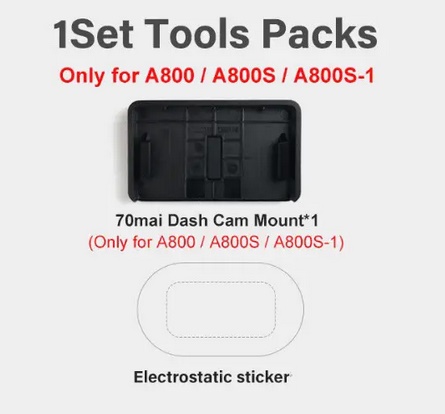 1Set Tools Packs
Only for A800 / A800S / A800S-1
70mai Dash Cam Mount*1
(Only for A800 / A800S / A800S-1)
Electrostatic sticker